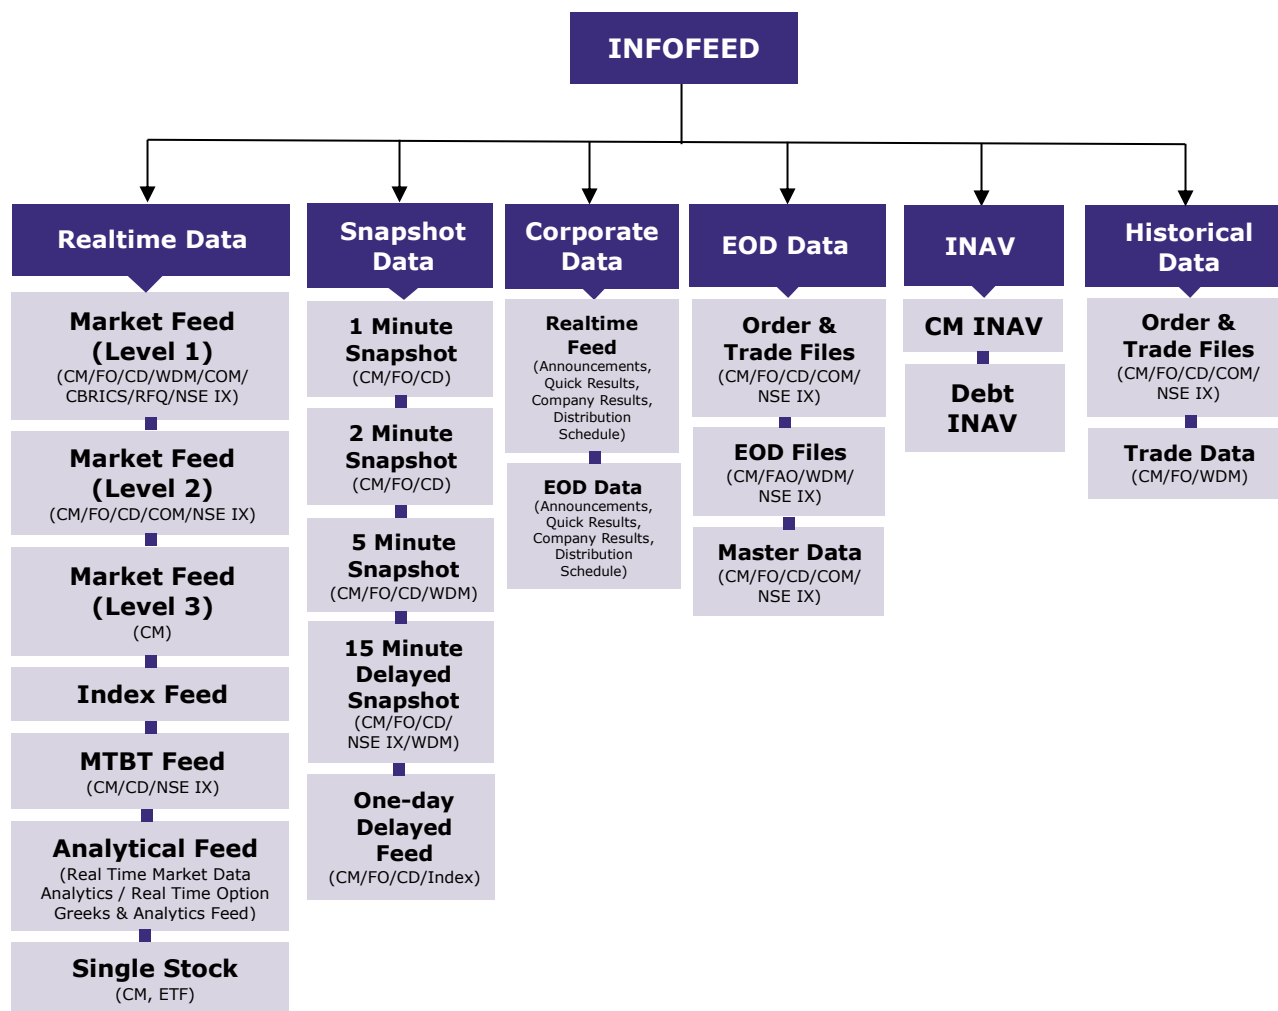 INFOFEED
Realtime Data
Market Feed
(Level 1)
(CM/FO/CD/WDM/COM/
CBRICS/RFQ/NSE IX)
Market Feed
(Level 2)
(CM/FO/CD/COM/NSE IX)
Market Feed
(Level 3)
(CM)
Index Feed
MTBT Feed
(CM/CD/NSE IX)
Analytical Feed
(Real Time Market Data
Analytics / Real Time Option
Greeks & Analytics Feed)
Single Stock
(CM, ETF)
Snapshot
Data
1 Minute
Snapshot
(CM/FO/CD)
2 Minute
Snapshot
(CM/FO/CD)
5 Minute
Snapshot
(CM/FO/CD/WDM)
15 Minute
Delayed
Snapshot
(CM/FO/CD/
NSE IX/WDM)
One-day
Delayed
Feed
(CM/FO/CD/Index)
Corporate
Data
Realtime
Feed
(Announcements,
Quick Results,
Company Results,
Distribution
Schedule)
EOD Data
(Announcements,
Quick Results,
Company Results,
Distribution
Schedule)
EOD Data
Order &
Trade Files
(CM/FO/CD/COM/
NSE IX)
EOD Files
(CM/FAO/WDM/
NSE IX)
Master Data
(CM/FO/CD/COM/
NSE IX)
INAV
CM INAV
Debt
INAV
Historical
Data
Order &
Trade Files
(CM/FO/CD/COM/
NSE IX)
Trade Data
(CM/FO/WDM)